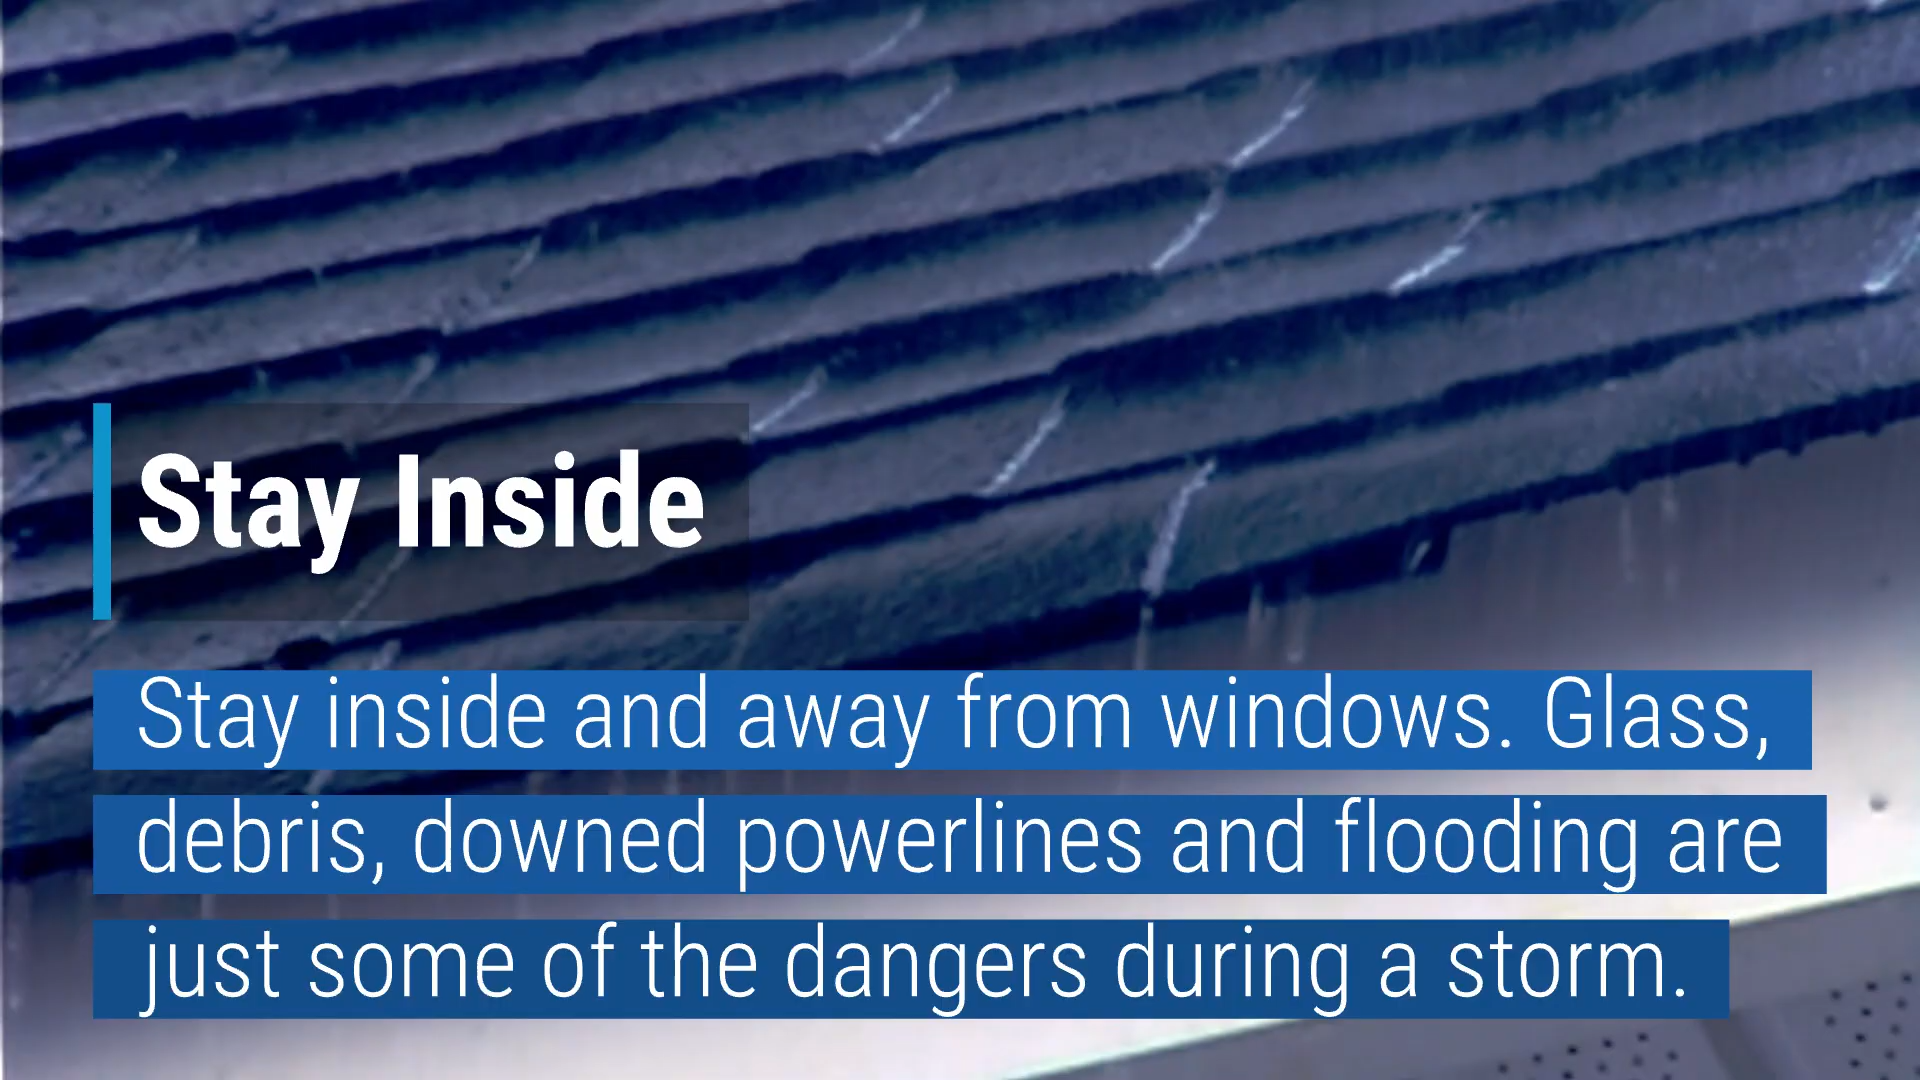 Stay Inside
Stay inside and away from windows. Glass,
debris, downed powerlines and flooding are
just some of the dangers during a storm.